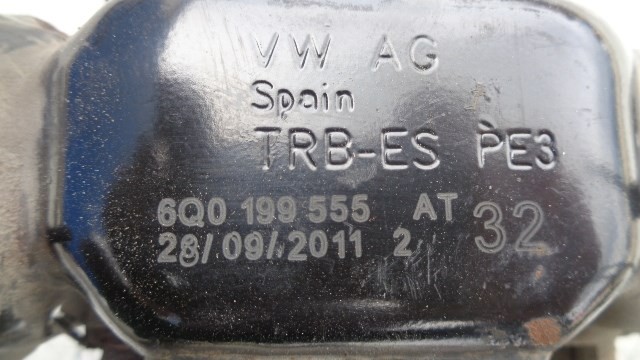 VW AG
Spain
TRB-ES PE3
6Q0 199 555 AT 32
28/09/2011 2